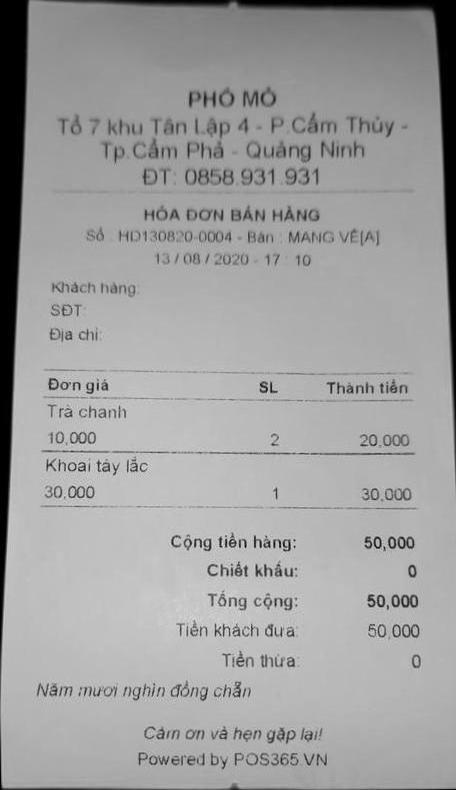 PHỐ MỎ
Tổ 7 khu Tân Lập 4 - P.Cẩm Thủy -
Tp.Cẩm Phả - Quảng Ninh
ĐT: 0858.931.931
HÓA ĐƠN BÁN HÀNG
Số : HD130820-0004 - Bàn : MANG VỀ[A]
13 / 08 / 2020 - 17 : 10
Khách hàng:
SĐT:
Địa chỉ:
Đơn giá SL Thành tiền
Trà chanh
10,000 2 20,000
Khoai tây lắc
30,000 1 30,000
Cộng tiền hàng: 50,000
Chiết khấu: 0
Tổng cộng: 50,000
Tiền khách đưa: 50,000
Tiền thừa: 0
Năm mươi nghìn đồng chẵn
Cảm ơn và hẹn gặp lại!
Powered by POS365.VN